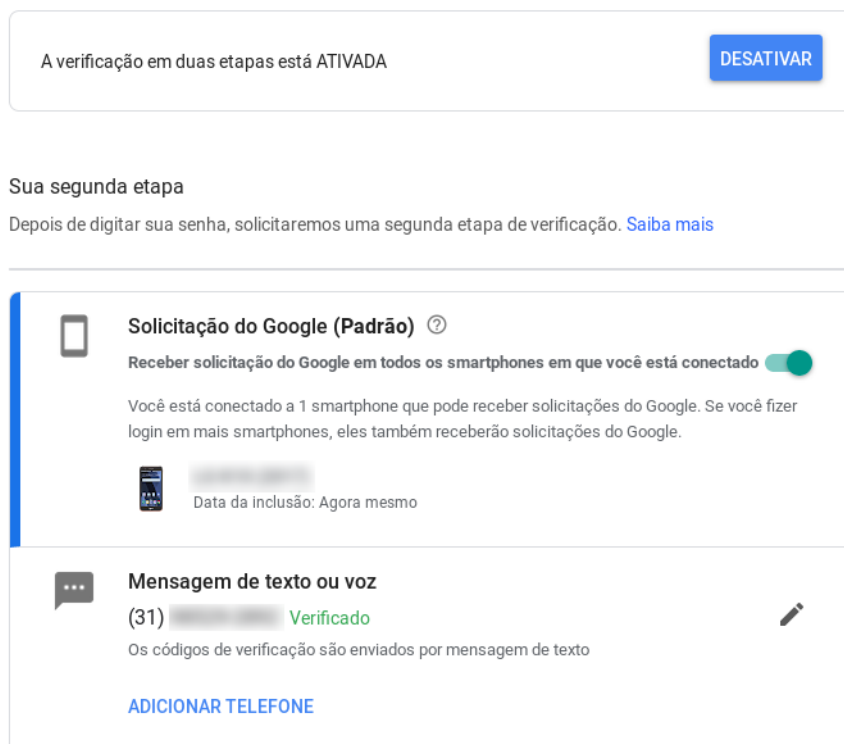 A verificação em duas etapas está ATIVADA
DESATIVAR
Sua segunda etapa
Depois de digitar sua senha, solicitaremos uma segunda etapa de verificação. Saiba mais
Solicitação do Google (Padrão)
Receber solicitação do Google em todos os smartphones em que você está conectado
Você está conectado a 1 smartphone que pode receber solicitações do Google. Se você fizer
login em mais smartphones, eles também receberão solicitações do Google.
Data da inclusão: Agora mesmo
Mensagem de texto ou voz
(31) Verificado
Os códigos de verificação são enviados por mensagem de texto
ADICIONAR TELEFONE